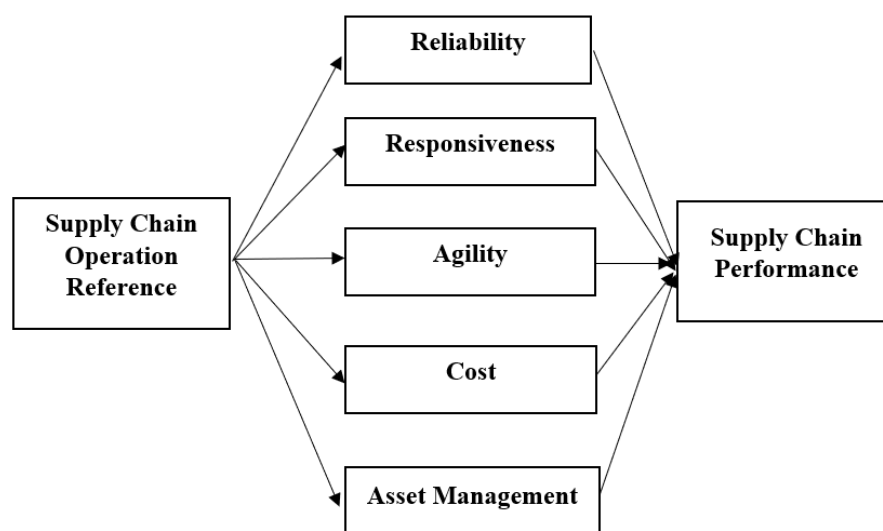 Reliability
Responsiveness
Supply Chain
Operation
Reference
Agility
Supply Chain
Performance
Cost
Asset Management